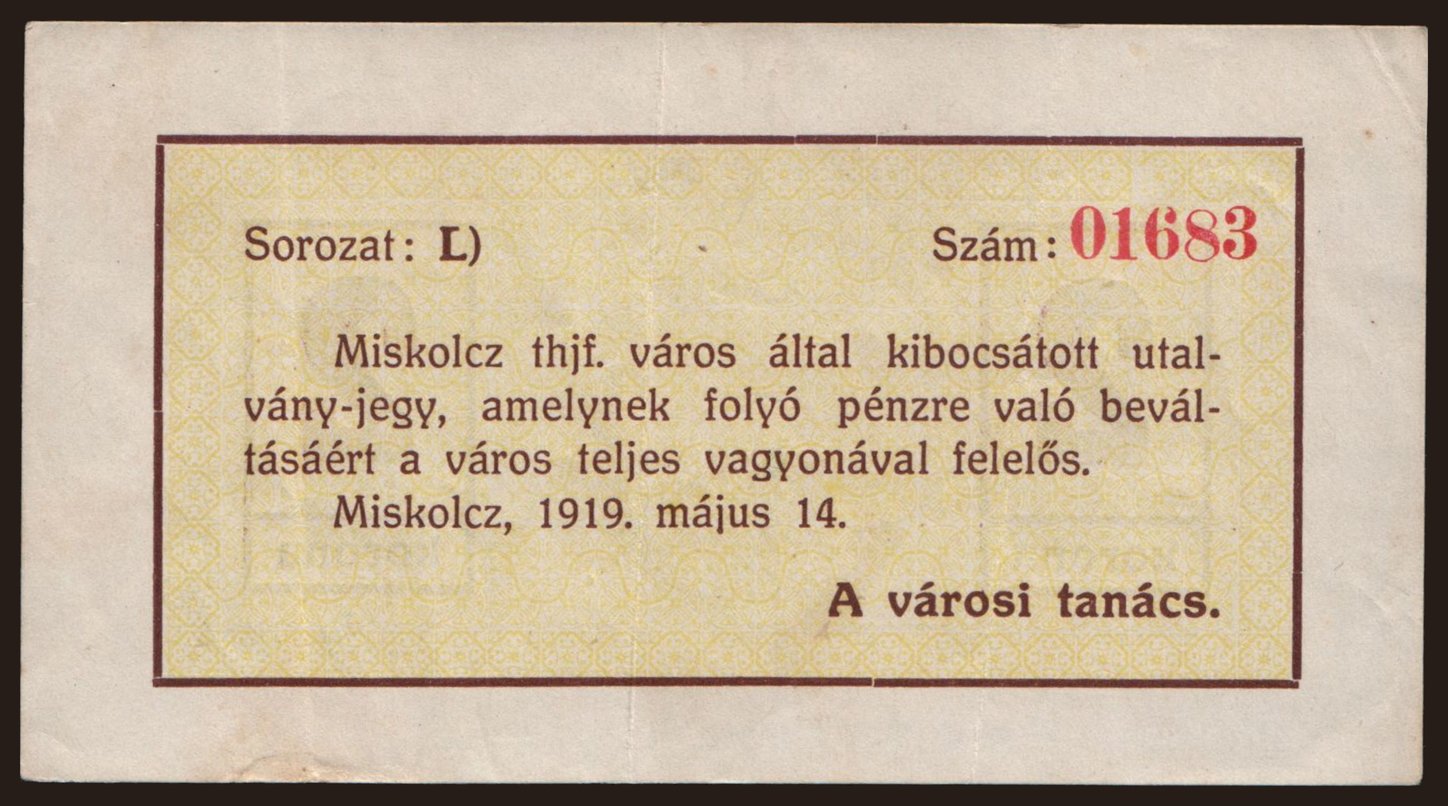 Sorozat: L)
Szám: 01683
Miskolcz thjf. város által kibocsátott utal-
vány-jegy, amelynek folyó pénzre való bevál-
tásáért a város teljes vagyonával felelős.
Miskolcz, 1919. május 14.
A városi tanács.